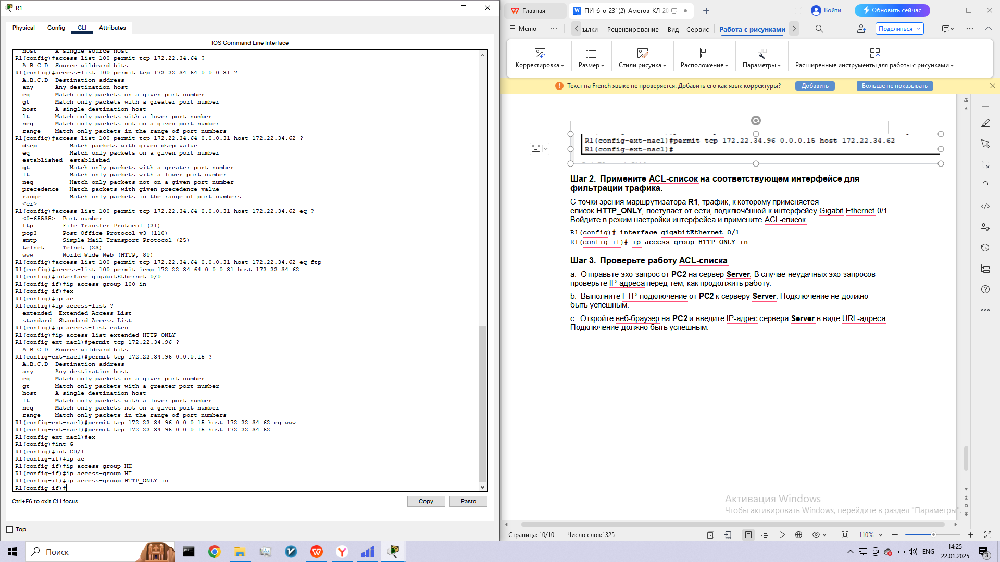 R1
Physical Config CLI Attributes
IOS Command Line Interface
host     A single source host
R1(config)#access-list 100 permit tcp 172.22.34.64 ?
A.B.C.D  Source wildcard bits
R1(config)#access-list 100 permit tcp 172.22.34.64 0.0.0.31 ?
A.B.C.D  Destination address
any      Any destination host
eq       Match only packets on a given port number
gt       Match only packets with a greater port number
host     A single destination host
lt       Match only packets with a lower port number
neq      Match only packets not on a given port number
range    Match only packets in the range of port numbers
R1(config)#access-list 100 permit tcp 172.22.34.64 0.0.0.31 host 172.22.34.62 ?
dscp         Match packets with given dscp value
eq           Match only packets on a given port number
established  established
gt           Match only packets with a greater port number
lt           Match only packets with a lower port number
neq          Match only packets not on a given port number
precedence   Match packets with given precedence value
range        Match only packets in the range of port numbers
<cr>
R1(config)#access-list 100 permit tcp 172.22.34.64 0.0.0.31 host 172.22.34.62 eq ?
<0-65535>  Port number
ftp        File Transfer Protocol (21)
pop3       Post Office Protocol v3 (110)
smtp       Simple Mail Transport Protocol (25)
telnet     Telnet (23)
www        World Wide Web (HTTP, 80)
R1(config)#access-list 100 permit tcp 172.22.34.64 0.0.0.31 host 172.22.34.62 eq ftp
R1(config)#access-list 100 permit icmp 172.22.34.64 0.0.0.31 host 172.22.34.62
R1(config)#interface gigabitEthernet 0/0
R1(config-if)#ip access-group 100 in
R1(config-if)#ex
R1(config)#ip ac
R1(config)#ip access-list ?
extended  Extended Access List
standard  Standard Access List
R1(config)#ip access-list exten
R1(config)#ip access-list extended HTTP_ONLY
R1(config-ext-nacl)#permit tcp 172.22.34.96 ?
A.B.C.D  Source wildcard bits
R1(config-ext-nacl)#permit tcp 172.22.34.96 0.0.0.15 ?
A.B.C.D  Destination address
any      Any destination host
eq       Match only packets on a given port number
gt       Match only packets with a greater port number
host     A single destination host
lt       Match only packets with a lower port number
neq      Match only packets not on a given port number
range    Match only packets in the range of port numbers
R1(config-ext-nacl)#permit tcp 172.22.34.96 0.0.0.15 host 172.22.34.62 eq www
R1(config-ext-nacl)#permit tcp 172.22.34.96 0.0.0.15 host 172.22.34.62
R1(config-ext-nacl)#ex
R1(config)#int G
R1(config)#int G0/1
R1(config-if)#ip ac
R1(config-if)#ip access-group HH
R1(config-if)#ip access-group HT
R1(config-if)#ip access-group HTTP_ONLY in
R1(config-if)#
Ctrl+F6 to exit CLI focus
Copy Paste
Top
Главная
ПИ-б-о-231(2)_Аметов_КЛ-20
Войти
Обновить сейчас
Меню
сылки Рецензирование Вид Сервис Работа с рисунками
Поделиться
Корректировка Размер Стили рисунка Расположение Параметры Расширенные инструменты для работы с рисунками
Текст на French языке не проверяется. Добавить его как язык корректуры?
Добавить
Больше не показывать
R1(config-ext-nacl)#permit tcp 172.22.34.96 0.0.0.15 host 172.22.34.62
R1(config-ext-nacl)#
Шаг 2. Примените ACL-список на соответствующем интерфейсе для
фильтрации трафика.
С точки зрения маршрутизатора R1, трафик, к которому применяется
список HTTP_ONLY, поступает от сети, подключённой к интерфейсу Gigabit Ethernet 0/1.
Войдите в режим настройки интерфейса и примените ACL-список.
R1(config)# interface gigabitEthernet 0/1
R1(config-if)# ip access-group HTTP_ONLY in
Шаг 3. Проверьте работу ACL-списка
a. Отправьте эхо-запрос от PC2 на сервер Server. В случае неудачных эхо-запросов
проверьте IP-адреса перед тем, как продолжить работу.
b. Выполните FTP-подключение от PC2 к серверу Server. Подключение не должно
быть успешным.
c. Откройте веб-браузер на PC2 и введите IP-адрес сервера Server в виде URL-адреса.
Подключение должно быть успешным.
Активация Windows
Чтобы активировать Windows, перейдите в раздел "Параметры".
Страница: 10/10 Число слов:1325
110%
Поиск
ENG
14:25
22.01.2025
3